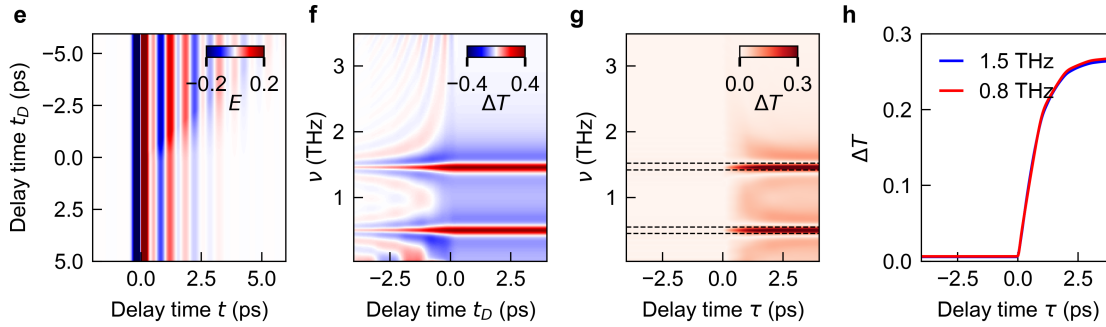 e
f
g
h
−5.0
−2.5
0.0
2.5
5.0
Delay time t_D (ps)
−0.2 0.2
E
0.0 2.5 5.0
Delay time t (ps)
3
2
1
ν (THz)
−0.4 0.4
ΔT
−2.5 0.0 2.5
Delay time t_D (ps)
3
2
1
ν (THz)
0.0 0.3
ΔT
−2.5 0.0 2.5
Delay time τ (ps)
0.3
0.2
0.1
0.0
ΔT
1.5 THz
0.8 THz
−2.5 0.0 2.5
Delay time τ (ps)